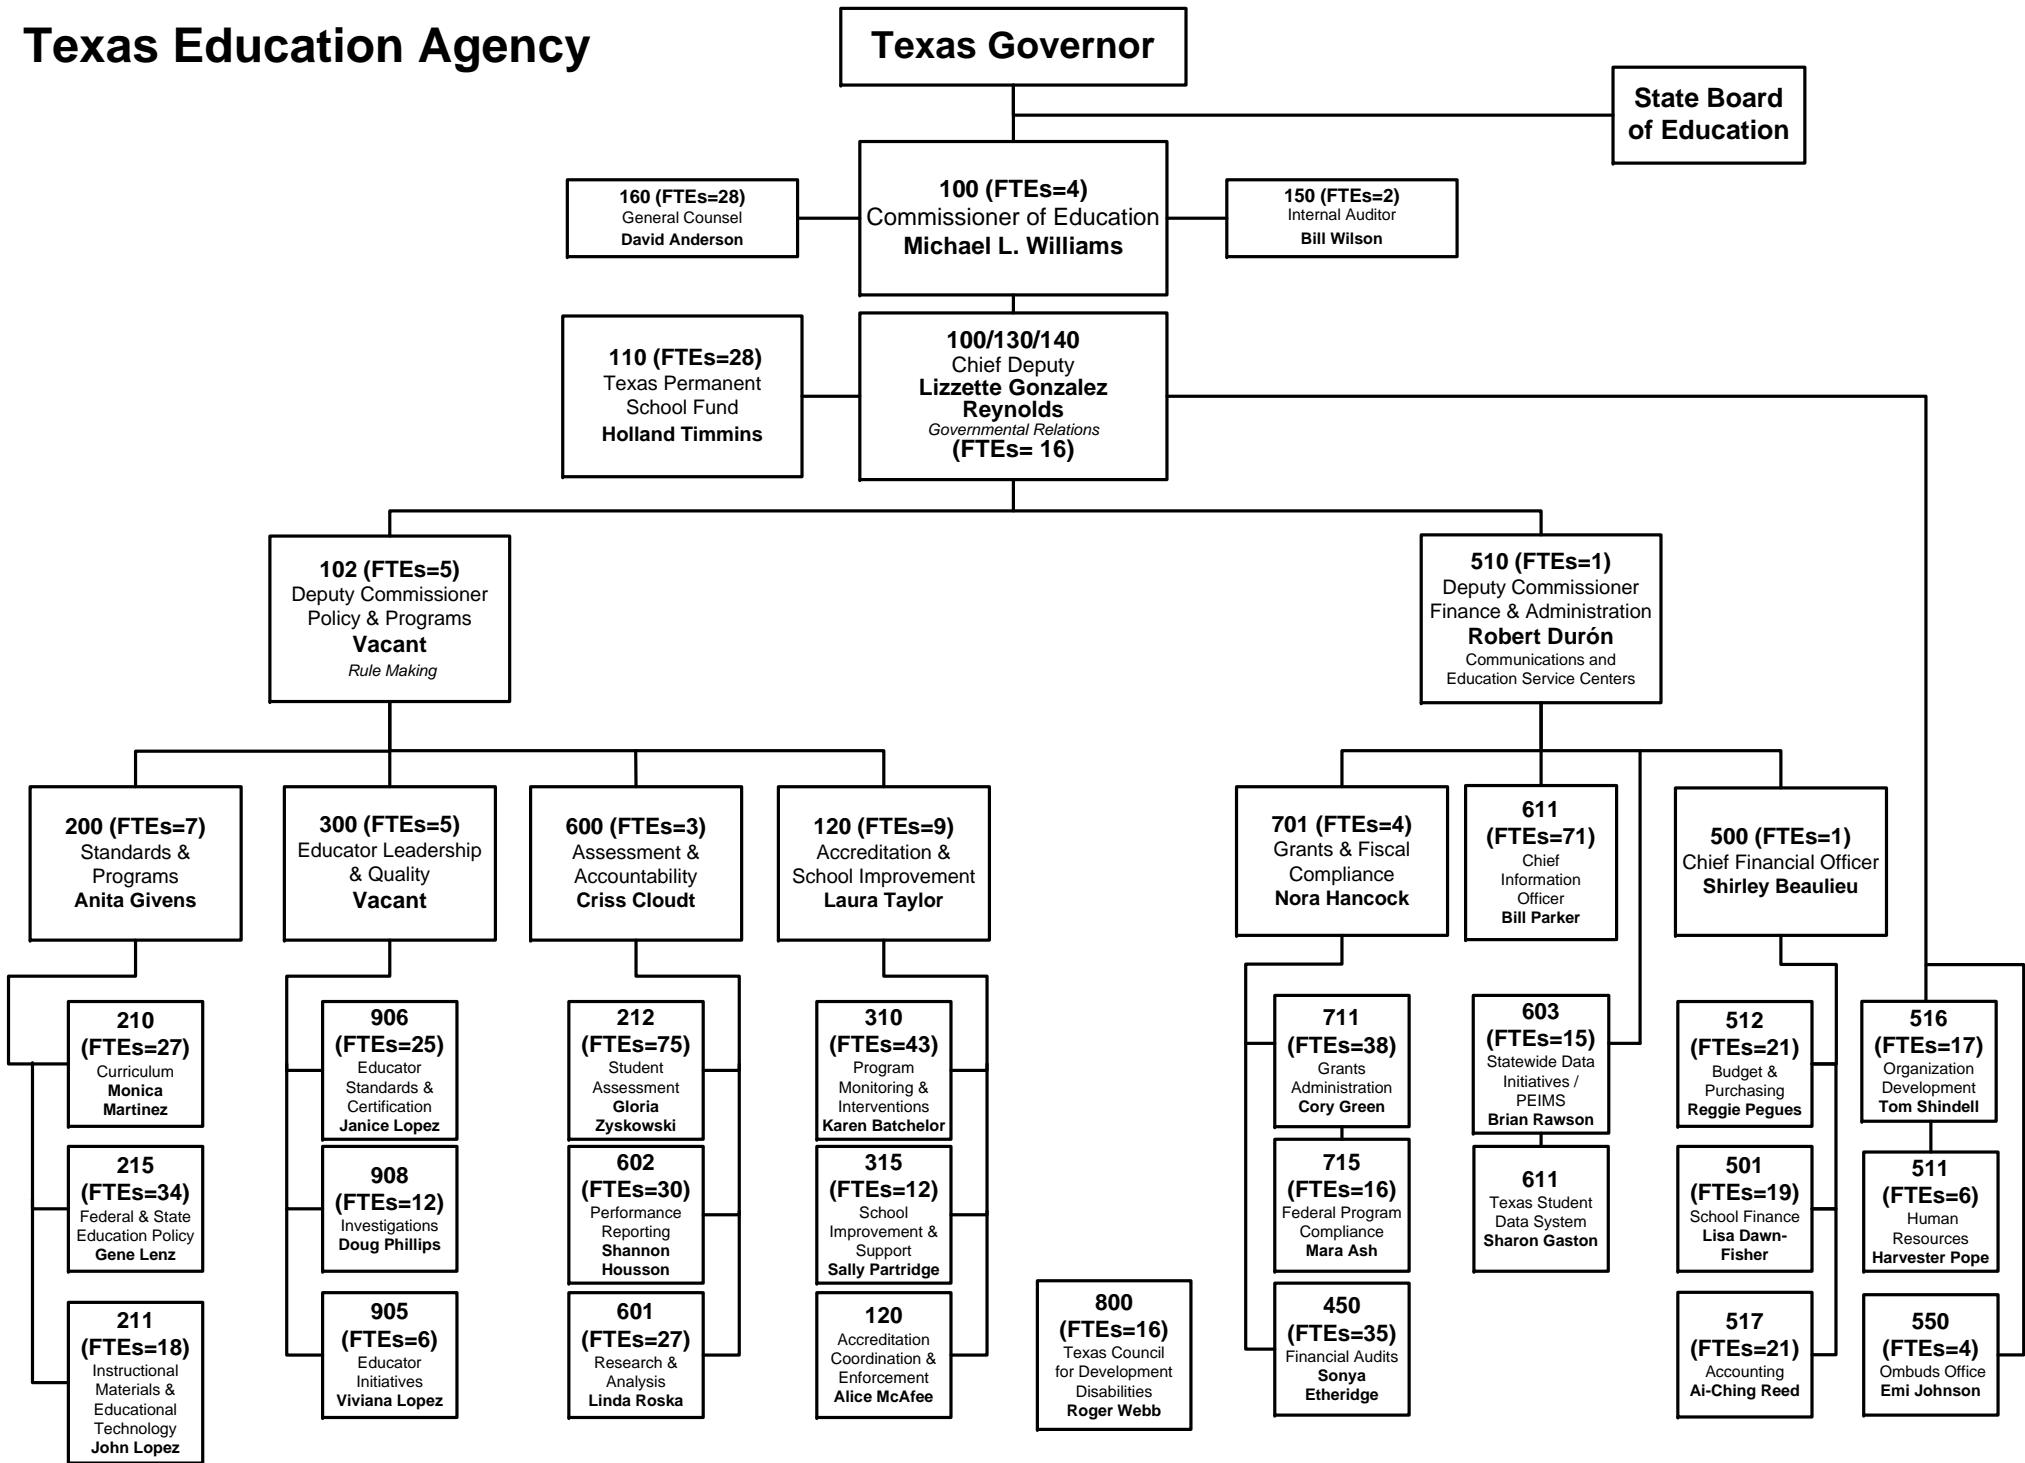 Texas Education Agency
Texas Governor
State Board
of Education
160 (FTEs=28)
General Counsel
David Anderson
100 (FTEs=4)
Commissioner of Education
Michael L. Williams
150 (FTEs=2)
Internal Auditor
Bill Wilson
110 (FTEs=28)
Texas Permanent
School Fund
Holland Timmins
100/130/140
Chief Deputy
Lizzette Gonzalez
Reynolds
Governmental Relations
(FTEs= 16)
102 (FTEs=5)
Deputy Commissioner
Policy & Programs
Vacant
Rule Making
510 (FTEs=1)
Deputy Commissioner
Finance & Administration
Robert Durón
Communications and
Education Service Centers
200 (FTEs=7)
Standards &
Programs
Anita Givens
300 (FTEs=5)
Educator Leadership
& Quality
Vacant
600 (FTEs=3)
Assessment &
Accountability
Criss Cloudt
120 (FTEs=9)
Accreditation &
School Improvement
Laura Taylor
701 (FTEs=4)
Grants & Fiscal
Compliance
Nora Hancock
611
(FTEs=71)
Chief
Information
Officer
Bill Parker
500 (FTEs=1)
Chief Financial Officer
Shirley Beaulieu
210
(FTEs=27)
Curriculum
Monica
Martinez
906
(FTEs=25)
Educator
Standards &
Certification
Janice Lopez
212
(FTEs=75)
Student
Assessment
Gloria
Zyskowski
310
(FTEs=43)
Program
Monitoring &
Interventions
Karen Batchelor
711
(FTEs=38)
Grants
Administration
Cory Green
603
(FTEs=15)
Statewide Data
Initiatives /
PEIMS
Brian Rawson
512
(FTEs=21)
Budget &
Purchasing
Reggie Pegues
516
(FTEs=17)
Organization
Development
Tom Shindell
215
(FTEs=34)
Federal & State
Education Policy
Gene Lenz
908
(FTEs=12)
Investigations
Doug Phillips
602
(FTEs=30)
Performance
Reporting
Shannon
Housson
315
(FTEs=12)
School
Improvement &
Support
Sally Partridge
715
(FTEs=16)
Federal Program
Compliance
Mara Ash
611
Texas Student
Data System
Sharon Gaston
501
(FTEs=19)
School Finance
Lisa Dawn-
Fisher
511
(FTEs=6)
Human
Resources
Harvester Pope
211
(FTEs=18)
Instructional
Materials &
Educational
Technology
John Lopez
905
(FTEs=6)
Educator
Initiatives
Viviana Lopez
601
(FTEs=27)
Research &
Analysis
Linda Roska
120
Accreditation
Coordination &
Enforcement
Alice McAfee
800
(FTEs=16)
Texas Council
for Development
Disabilities
Roger Webb
450
(FTEs=35)
Financial Audits
Sonya
Etheridge
517
(FTEs=21)
Accounting
Ai-Ching Reed
550
(FTEs=4)
Ombuds Office
Emi Johnson